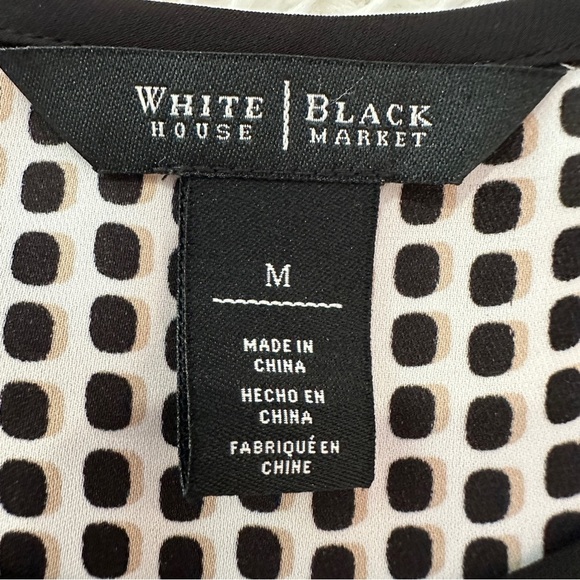 WHITE | BLACK
HOUSE | MARKET
M
MADE IN
CHINA
HECHO EN
CHINA
FABRIQUÉ EN
CHINE